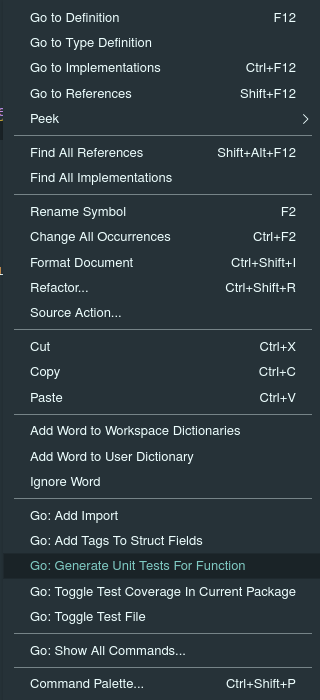 Go to Definition F12
Go to Type Definition
Go to Implementations Ctrl+F12
Go to References Shift+F12
Peek
Find All References Shift+Alt+F12
Find All Implementations
Rename Symbol F2
Change All Occurrences Ctrl+F2
Format Document Ctrl+Shift+I
Refactor... Ctrl+Shift+R
Source Action...
Cut Ctrl+X
Copy Ctrl+C
Paste Ctrl+V
Add Word to Workspace Dictionaries
Add Word to User Dictionary
Ignore Word
Go: Add Import
Go: Add Tags To Struct Fields
Go: Generate Unit Tests For Function
Go: Toggle Test Coverage In Current Package
Go: Toggle Test File
Go: Show All Commands...
Command Palette... Ctrl+Shift+P